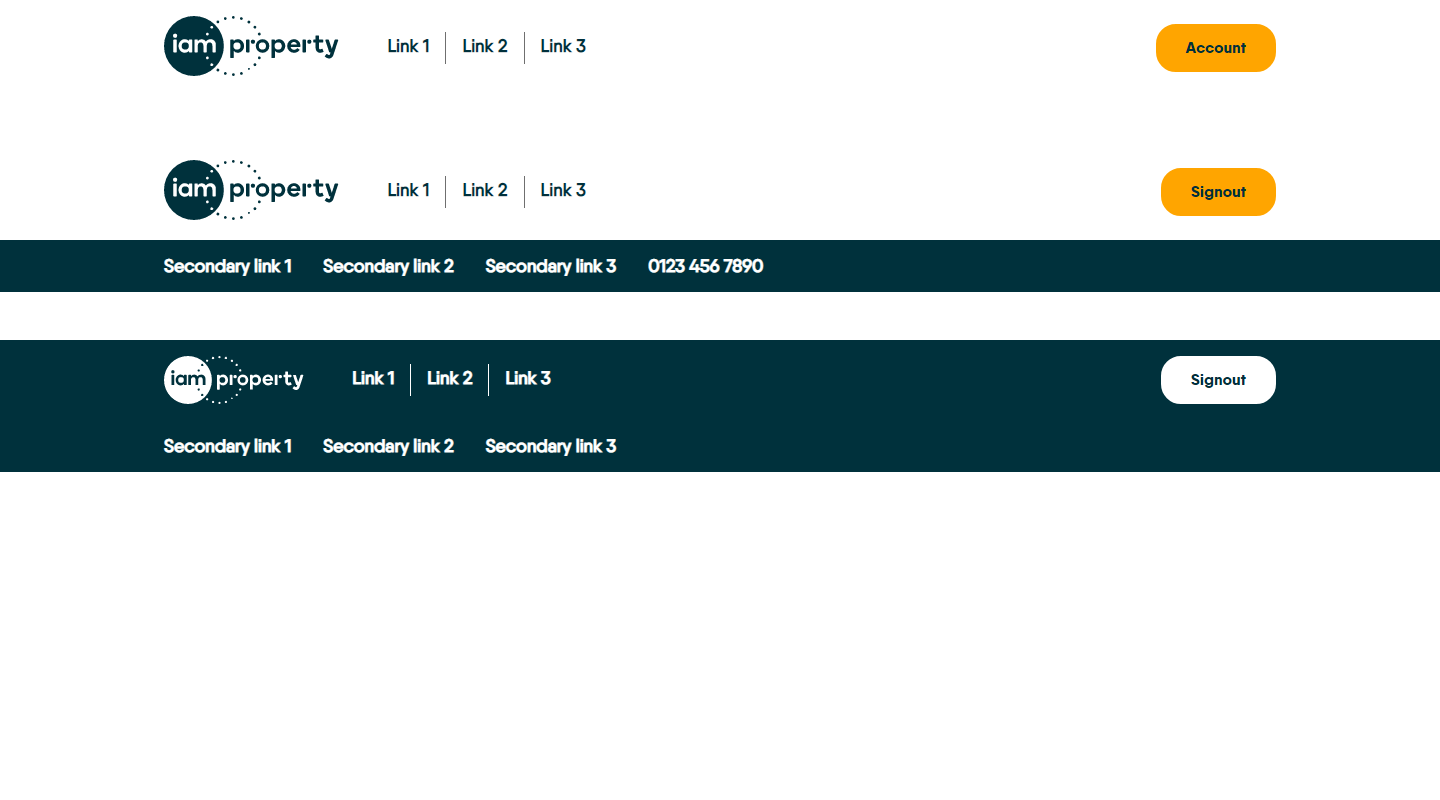 iam property Link 1 Link 2 Link 3 Account
iam property Link 1 Link 2 Link 3 Signout
Secondary link 1 Secondary link 2 Secondary link 3 0123 456 7890
iam property Link 1 Link 2 Link 3 Signout
Secondary link 1 Secondary link 2 Secondary link 3